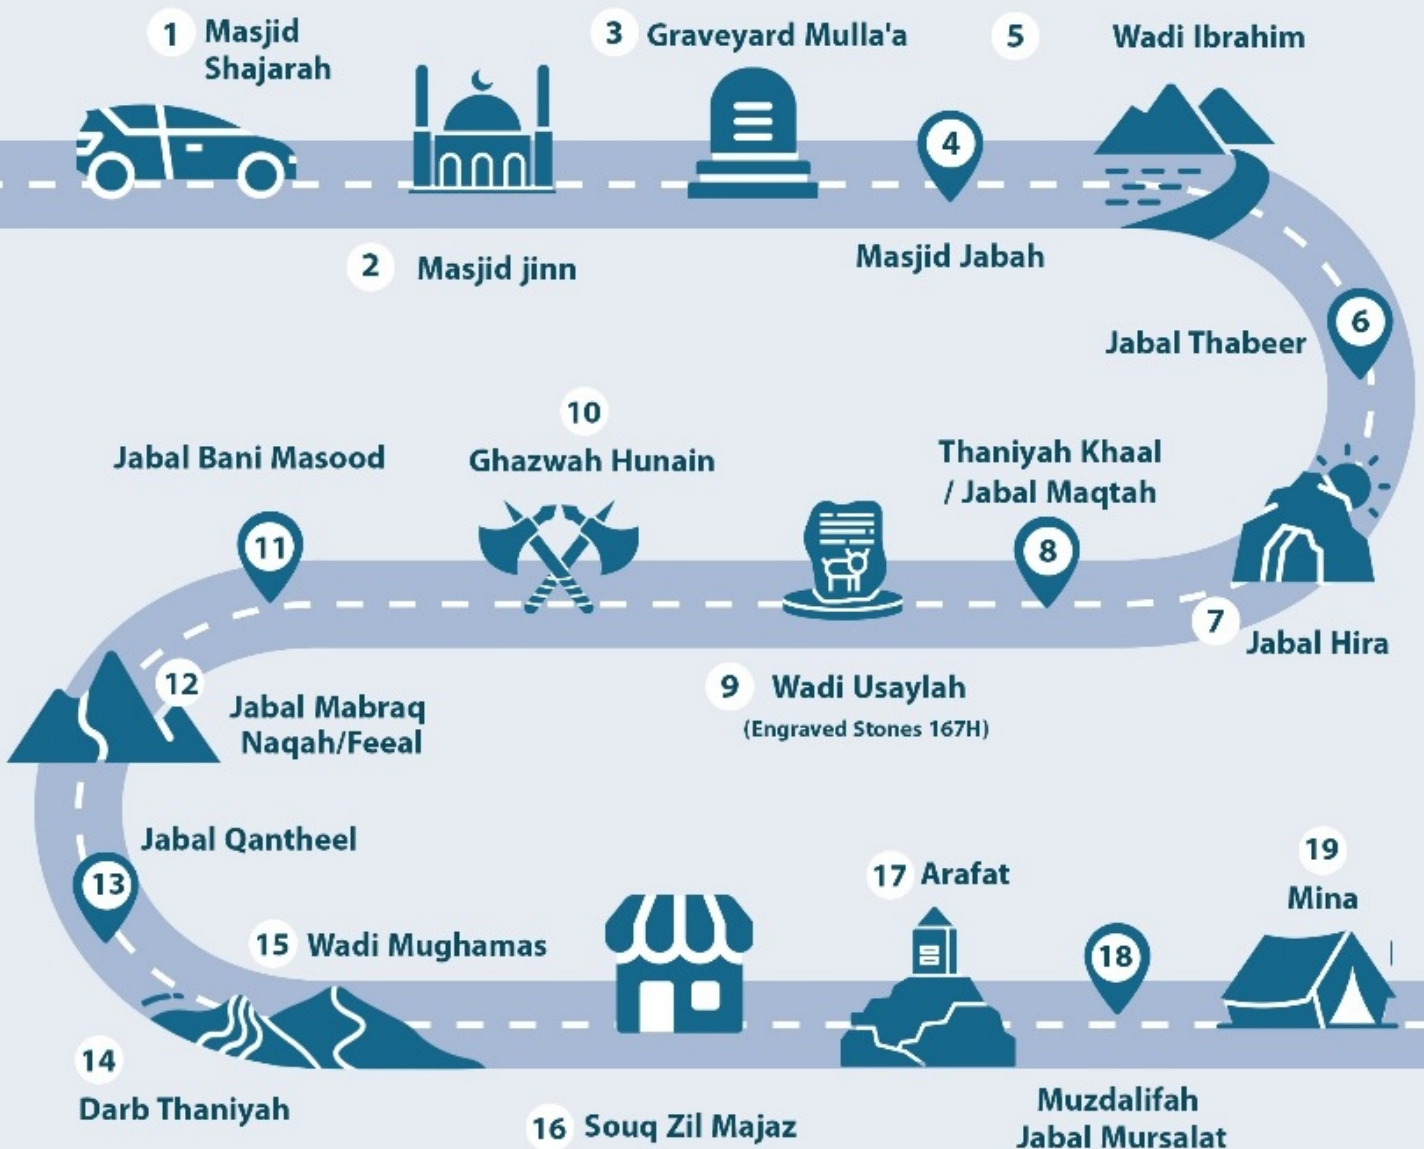 1 Masjid
Shajarah
2 Masjid jinn
3 Graveyard Mulla'a
4
Masjid Jabah
5 Wadi Ibrahim
6
Jabal Thabeer
7
Jabal Hira
Thaniyah Khaal
/ Jabal Maqtah
8
9 Wadi Usaylah
(Engraved Stones 167H)
10
Ghazwah Hunain
Jabal Bani Masood
11
12
Jabal Mabraq
Naqah/Feeal
Jabal Qantheel
13
14
Darb Thaniyah
15 Wadi Mughamas
16 Souq Zil Majaz
17 Arafat
18
Muzdalifah
Jabal Mursalat
19
Mina